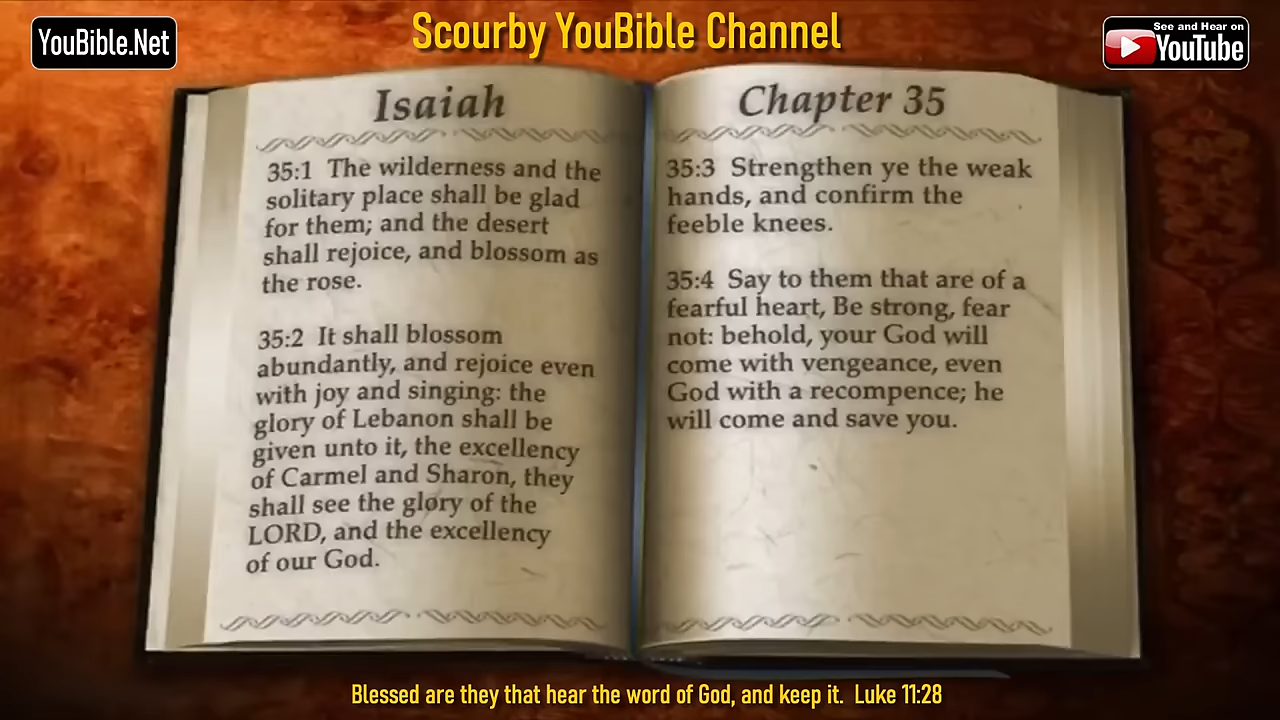 YouBible.Net
Scourby YouBible Channel
See and Hear on
YouTube
Isaiah
35:1 The wilderness and the
solitary place shall be glad
for them; and the desert
shall rejoice, and blossom as
the rose.
35:2 It shall blossom
abundantly, and rejoice even
with joy and singing: the
glory of Lebanon shall be
given unto it, the excellency
of Carmel and Sharon, they
shall see the glory of the
LORD, and the excellency
of our God.
Chapter 35
35:3 Strengthen ye the weak
hands, and confirm the
feeble knees.
35:4 Say to them that are of a
fearful heart, Be strong, fear
not: behold, your God will
come with vengeance, even
God with a recompence; he
will come and save you.
Blessed are they that hear the word of God, and keep it. Luke 11:28